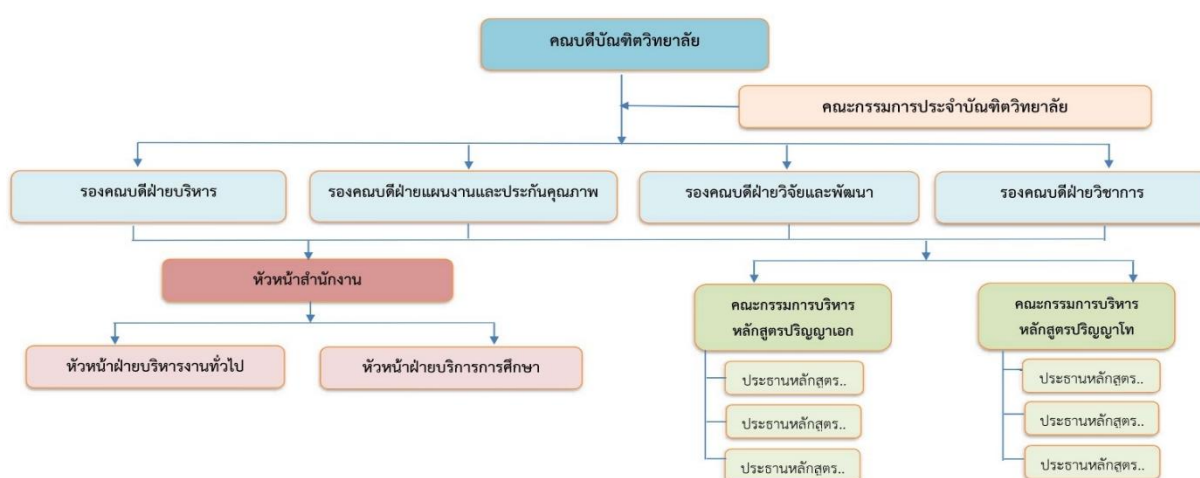 คณบดีบัณฑิตวิทยาลัย
คณะกรรมการประจำบัณฑิตวิทยาลัย
รองคณบดีฝ่ายบริหาร
รองคณบดีฝ่ายแผนงานและประกันคุณภาพ
รองคณบดีฝ่ายวิจัยและพัฒนา
รองคณบดีฝ่ายวิชาการ
หัวหน้าสำนักงาน
หัวหน้าฝ่ายบริหารงานทั่วไป
หัวหน้าฝ่ายบริการการศึกษา
คณะกรรมการบริหาร
หลักสูตรปริญญาเอก
ประธานหลักสูตร..
ประธานหลักสูตร..
ประธานหลักสูตร..
คณะกรรมการบริหาร
หลักสูตรปริญญาโท
ประธานหลักสูตร..
ประธานหลักสูตร..
ประธานหลักสูตร..